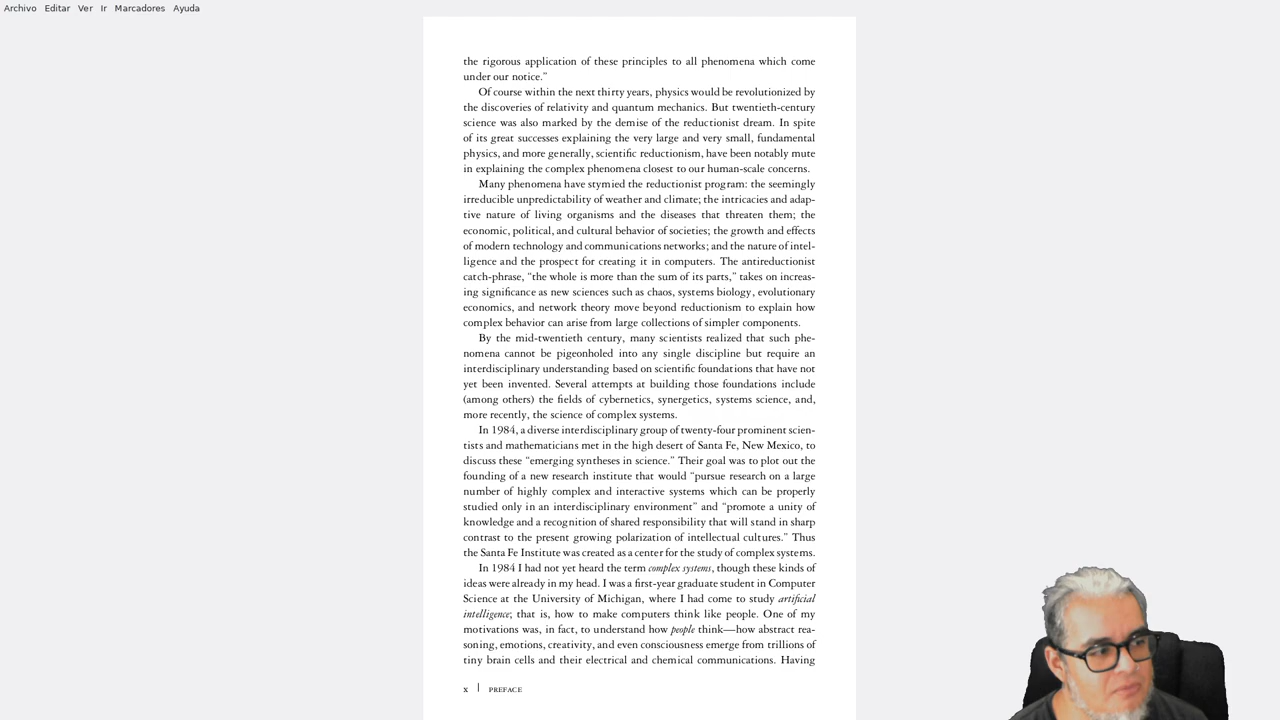 Archivo Editar Ver Ir Marcadores Ayuda
the rigorous application of these principles to all phenomena which come
under our notice.”
Of course within the next thirty years, physics would be revolutionized by
the discoveries of relativity and quantum mechanics. But twentieth-century
science was also marked by the demise of the reductionist dream. In spite
of its great successes explaining the very large and very small, fundamental
physics, and more generally, scientific reductionism, have been notably mute
in explaining the complex phenomena closest to our human-scale concerns.
Many phenomena have stymied the reductionist program: the seemingly
irreducible unpredictability of weather and climate; the intricacies and adap-
tive nature of living organisms and the diseases that threaten them; the
economic, political, and cultural behavior of societies; the growth and effects
of modern technology and communications networks; and the nature of intel-
ligence and the prospect for creating it in computers. The antireductionist
catch-phrase, “the whole is more than the sum of its parts,” takes on increas-
ing significance as new sciences such as chaos, systems biology, evolutionary
economics, and network theory move beyond reductionism to explain how
complex behavior can arise from large collections of simpler components.
By the mid-twentieth century, many scientists realized that such phe-
nomena cannot be pigeonholed into any single discipline but require an
interdisciplinary understanding based on scientific foundations that have not
yet been invented. Several attempts at building those foundations include
(among others) the fields of cybernetics, synergetics, systems science, and,
more recently, the science of complex systems.
In 1984, a diverse interdisciplinary group of twenty-four prominent scien-
tists and mathematicians met in the high desert of Santa Fe, New Mexico, to
discuss these “emerging syntheses in science.” Their goal was to plot out the
founding of a new research institute that would “pursue research on a large
number of highly complex and interactive systems which can be properly
studied only in an interdisciplinary environment” and “promote a unity of
knowledge and a recognition of shared responsibility that will stand in sharp
contrast to the present growing polarization of intellectual cultures.” Thus
the Santa Fe Institute was created as a center for the study of complex systems.
In 1984 I had not yet heard the term complex systems, though these kinds of
ideas were already in my head. I was a first-year graduate student in Computer
Science at the University of Michigan, where I had come to study artificial
intelligence; that is, how to make computers think like people. One of my
motivations was, in fact, to understand how people think—how abstract rea-
soning, emotions, creativity, and even consciousness emerge from trillions of
tiny brain cells and their electrical and chemical communications. Having
x | PREFACE